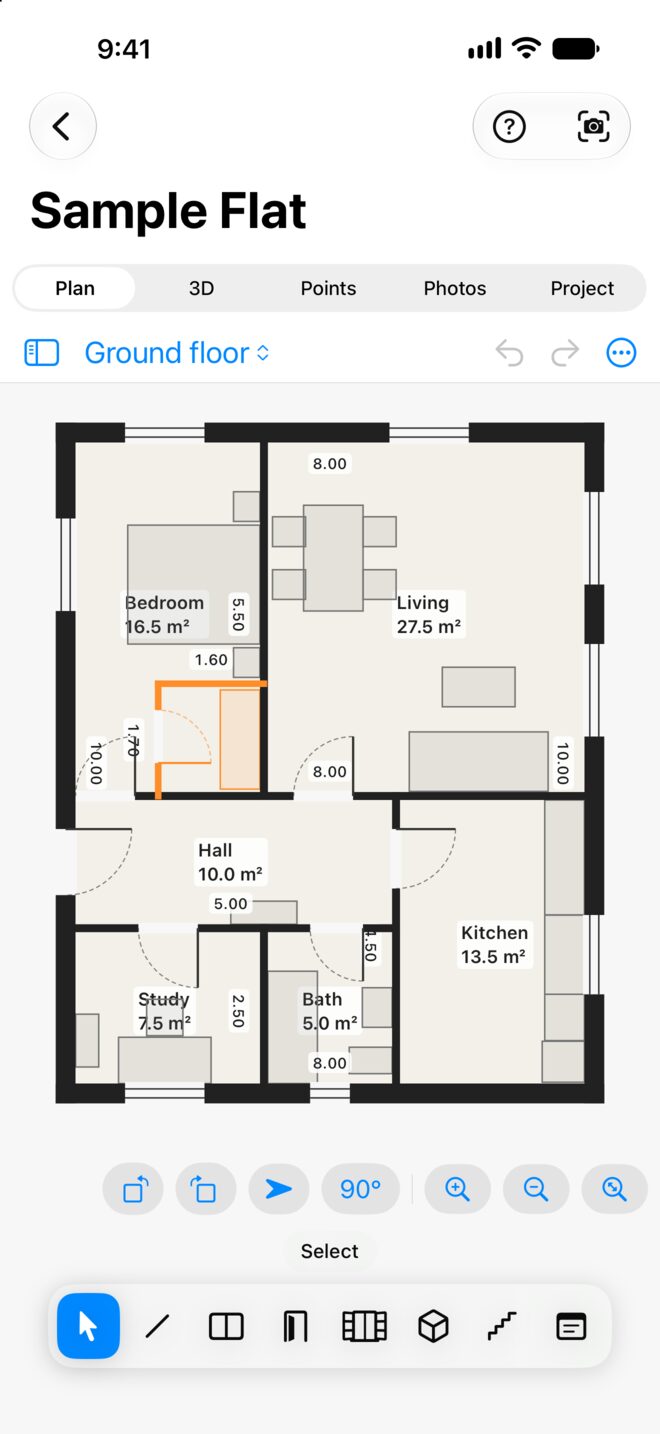 9:41
Sample Flat
Plan
3D
Points
Photos
Project
Ground floor
8.00
Bedroom
16.5 m²
5.50
Living
27.5 m²
1.60
1.70
10.00
8.00
10.00
Hall
10.0 m²
5.00
Kitchen
13.5 m²
1.50
Study
7.5 m²
2.50
Bath
5.0 m²
8.00
90°
Select